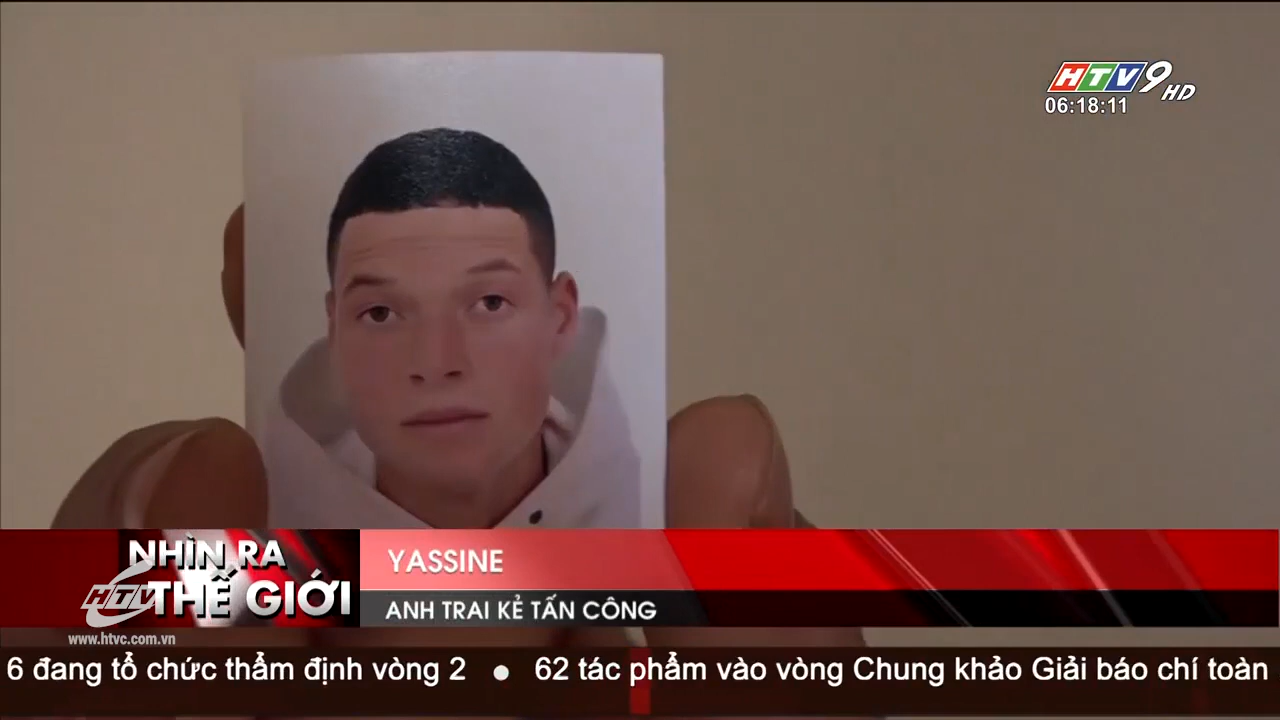 HTV9 HD
06:18:11
NHÌN RA
THẾ GIỚI
HTV
www.htvc.com.vn
YASSINE
ANH TRAI KẺ TẤN CÔNG
6 đang tổ chức thẩm định vòng 2 ● 62 tác phẩm vào vòng Chung khảo Giải báo chí toàn